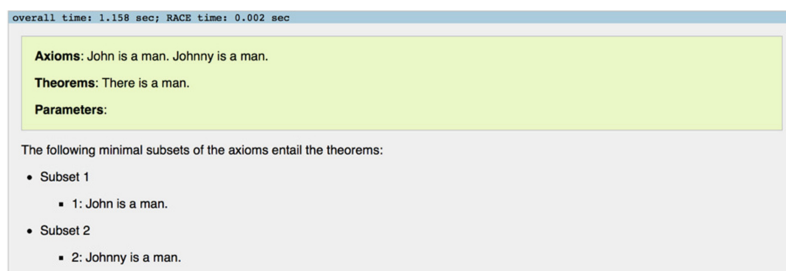 overall time: 1.158 sec; RACE time: 0.002 sec
Axioms: John is a man. Johnny is a man.
Theorems: There is a man.
Parameters:
The following minimal subsets of the axioms entail the theorems:
• Subset 1
▪ 1: John is a man.
• Subset 2
▪ 2: Johnny is a man.